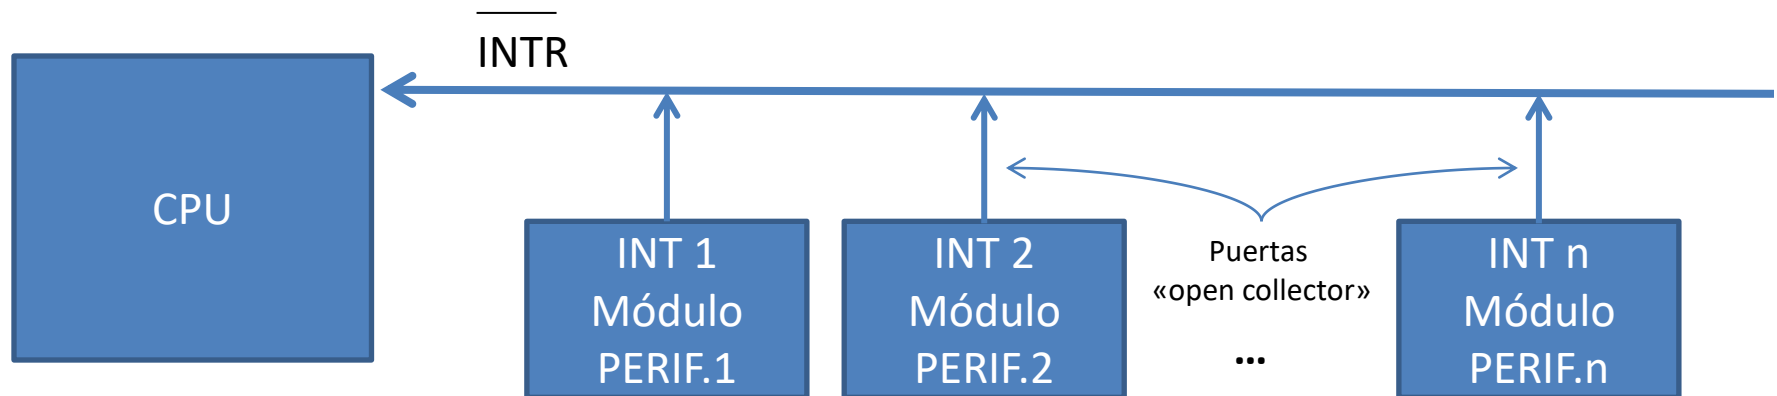 INTR
CPU
INT 1
Módulo
PERIF.1
INT 2
Módulo
PERIF.2
Puertas
«open collector»
...
INT n
Módulo
PERIF.n